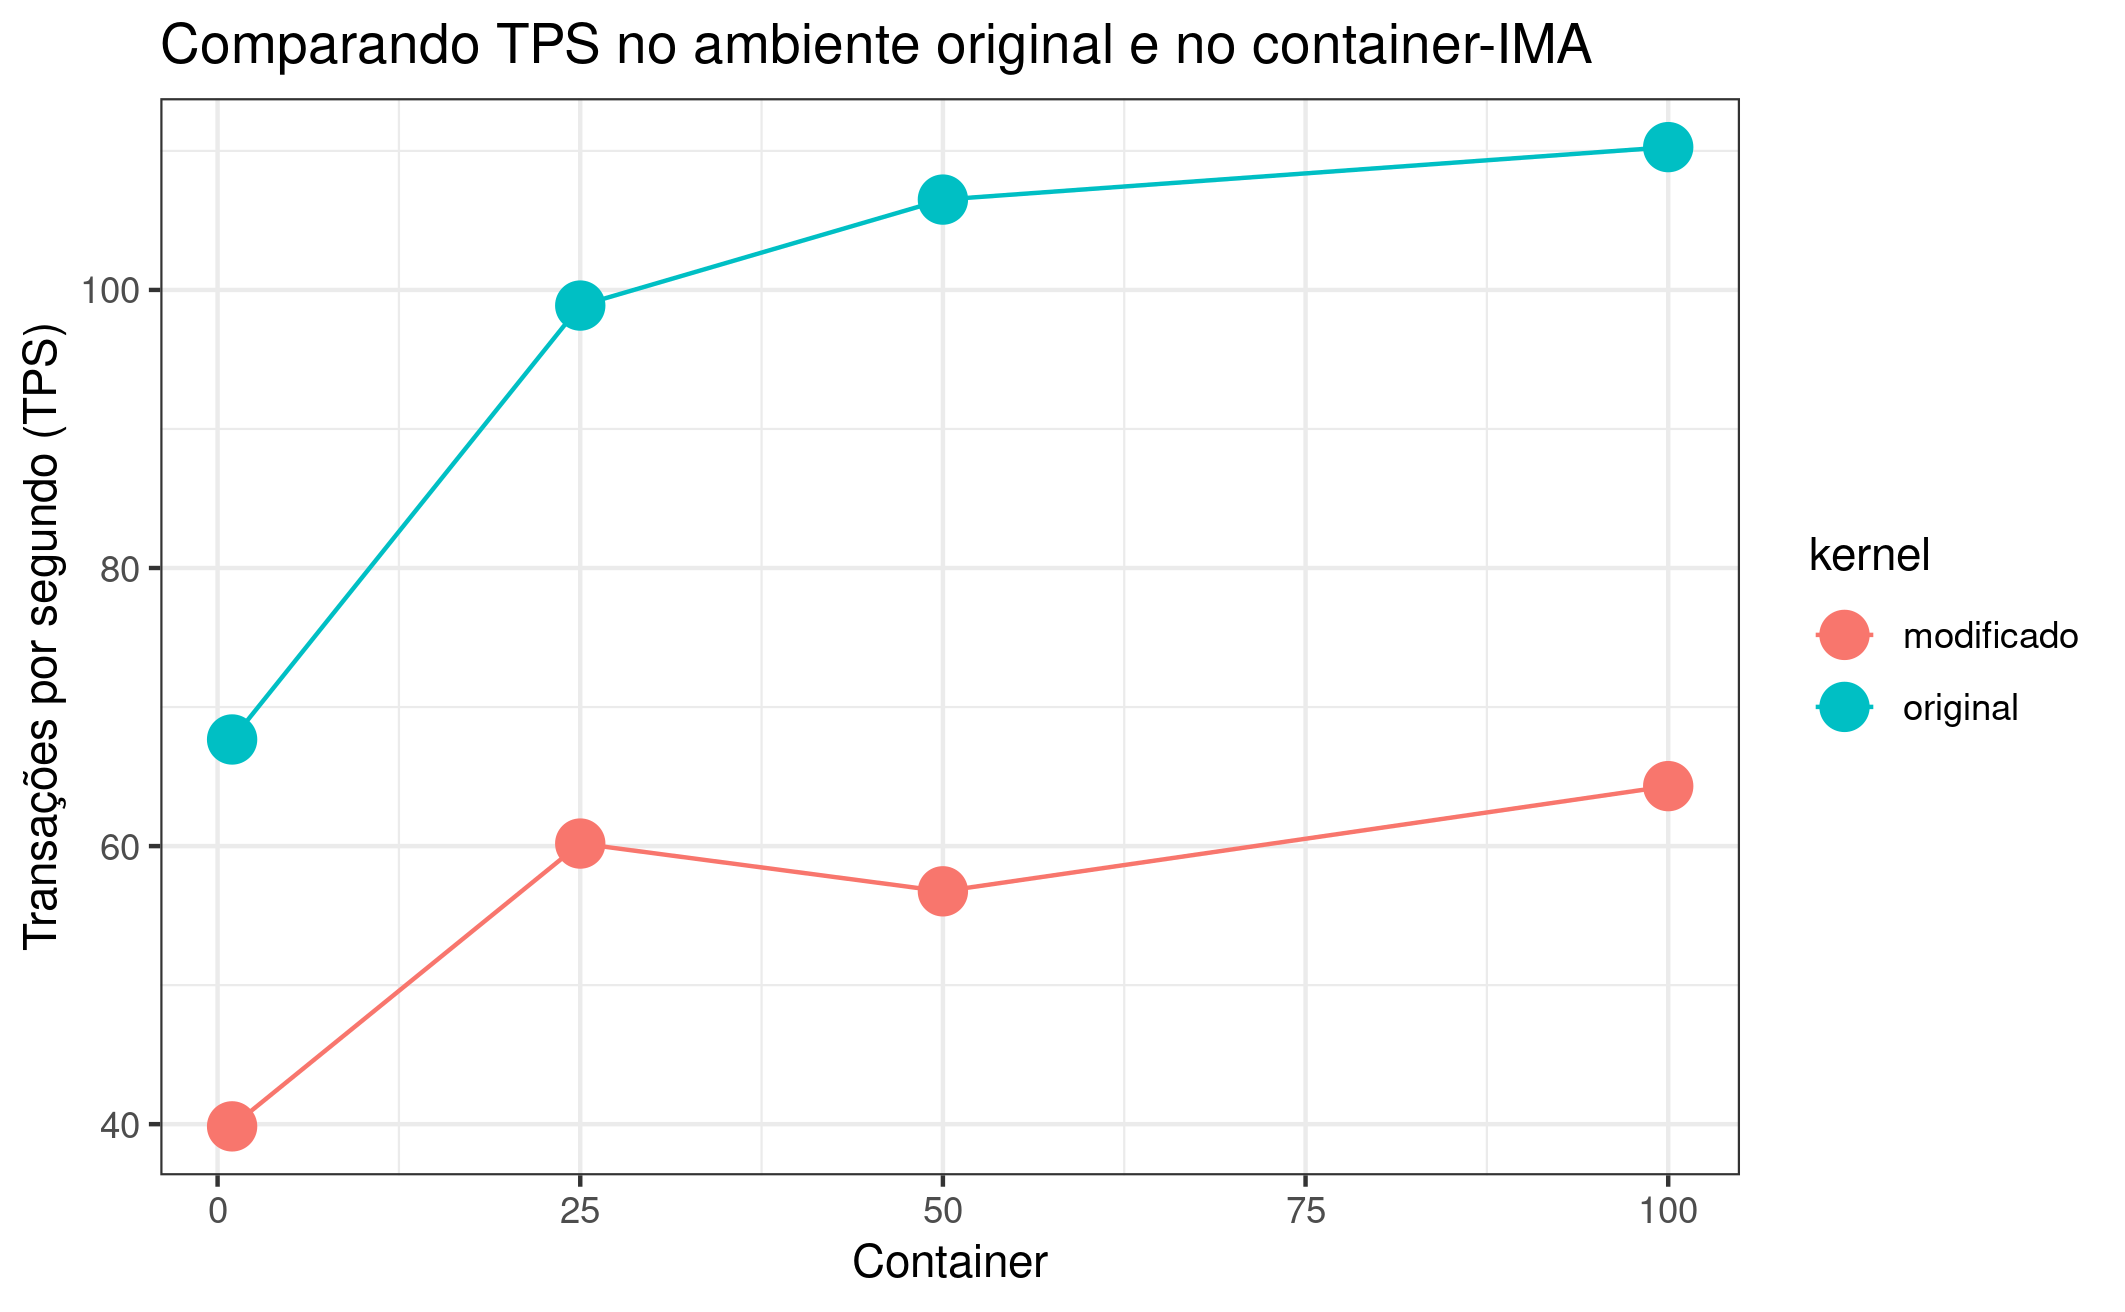 Comparando TPS no ambiente original e no container-IMA
Transações por segundo (TPS)
100
80
60
40
0 25 50 75 100
Container
kernel
modificado
original